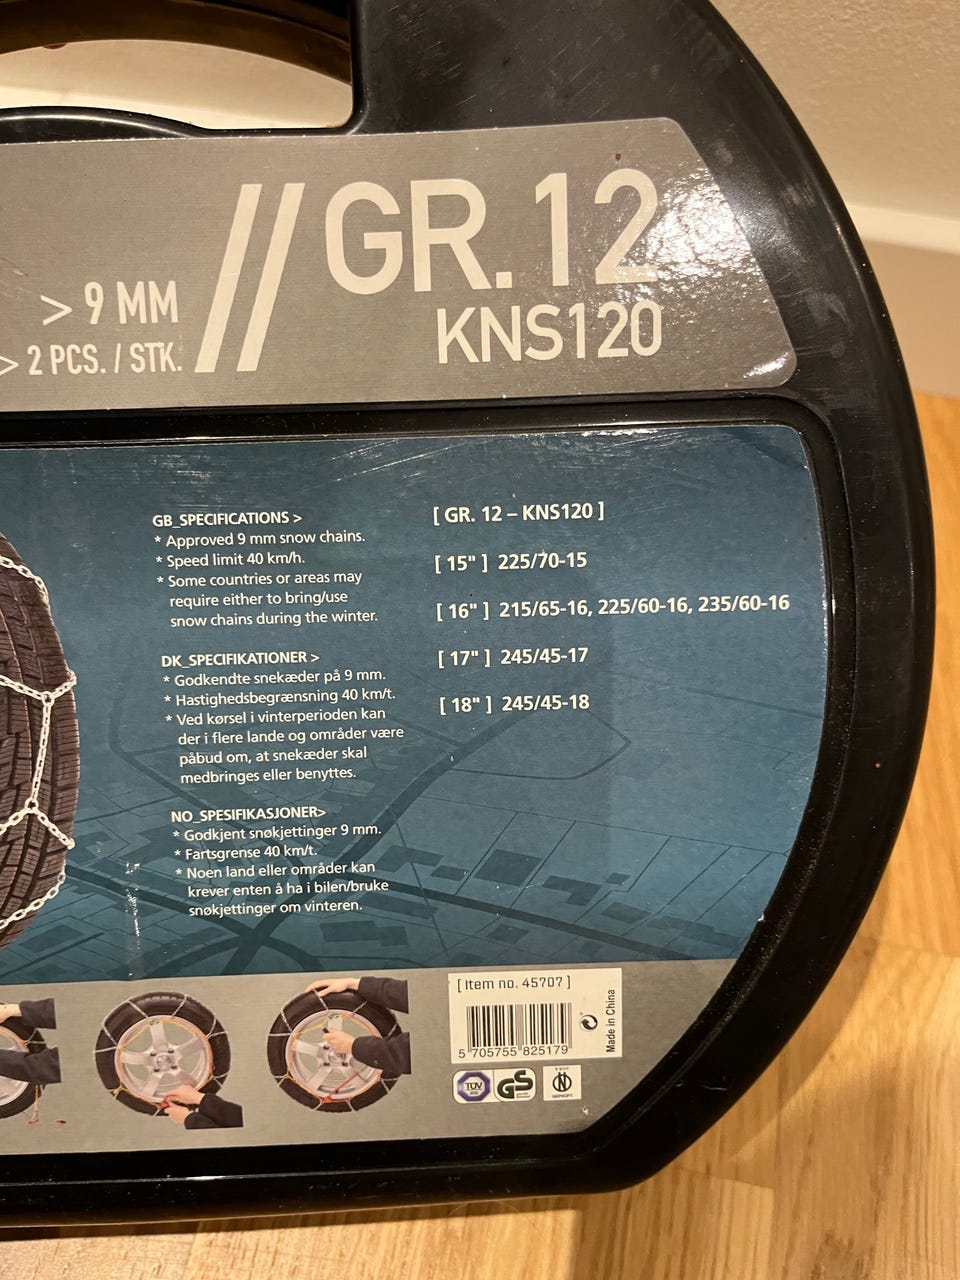 > 9 MM
> 2 PCS. / STK.
GR.12
KNS120
GB_SPECIFICATIONS >
* Approved 9 mm snow chains.
* Speed limit 40 km/h.
* Some countries or areas may
require either to bring/use
snow chains during the winter.
DK_SPECIFIKATIONER >
* Godkendte snekæder på 9 mm.
* Hastighedsbegrænsning 40 km/t.
* Ved kørsel i vinterperioden kan
der i flere lande og områder være
påbud om, at snekæder skal
medbringes eller benyttes.
NO_SPESIFIKASJONER>
* Godkjent snøkjettinger 9 mm.
* Fartsgrense 40 km/t.
* Noen land eller områder kan
krever enten å ha i bilen/bruke
snøkjettinger om vinteren.
[ GR. 12 – KNS120 ]
[ 15" ] 225/70-15
[ 16" ] 215/65-16, 225/60-16, 235/60-16
[ 17" ] 245/45-17
[ 18" ] 245/45-18
[ Item no. 45707 ]
5 705755 825179
Made in China
TÜV
GS
N
GEPRÜFT